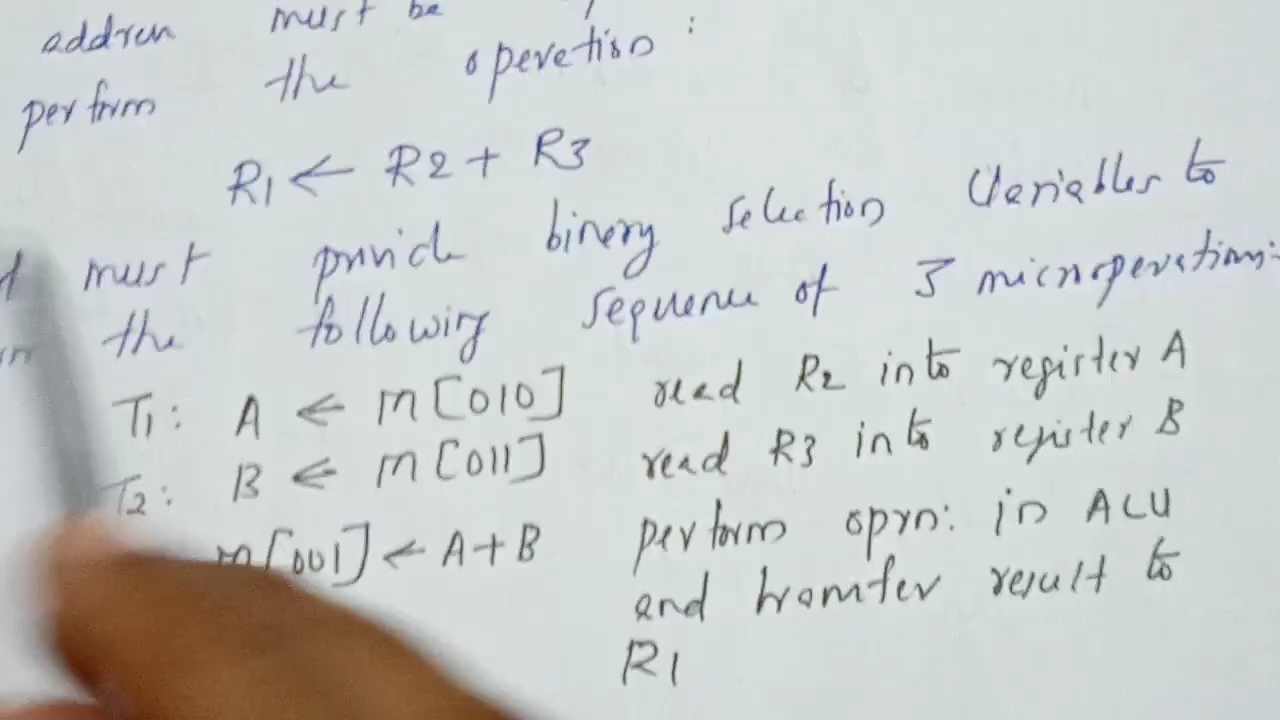 address must be
perform the operation:
R1 ← R2 + R3
must provide binary selection variables to
the following sequence of 3 microoperations:
T1: A ← M[010] read R2 into register A
T2: B ← M[011] read R3 into register B
M[001] ← A+B perform oprn: in ALU
and transfer result to
R1